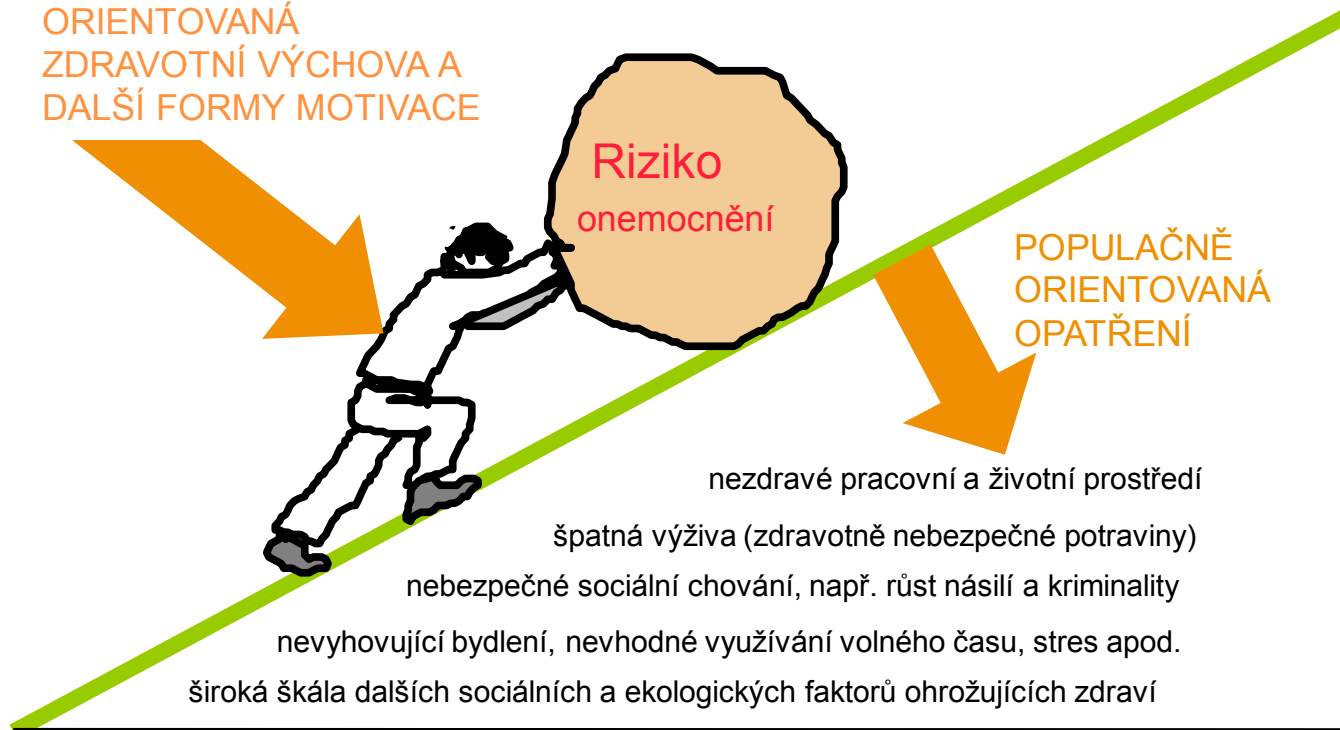 ORIENTOVANÁ
ZDRAVOTNÍ VÝCHOVA A
DALŠÍ FORMY MOTIVACE
Riziko
onemocnění
POPULAČNĚ
ORIENTOVANÁ
OPATŘENÍ
nezdravé pracovní a životní prostředí
špatná výživa (zdravotně nebezpečné potraviny)
nebezpečné sociální chování, např. růst násilí a kriminality
nevyhovující bydlení, nevhodné využívání volného času, stres apod.
široká škála dalších sociálních a ekologických faktorů ohrožujících zdraví